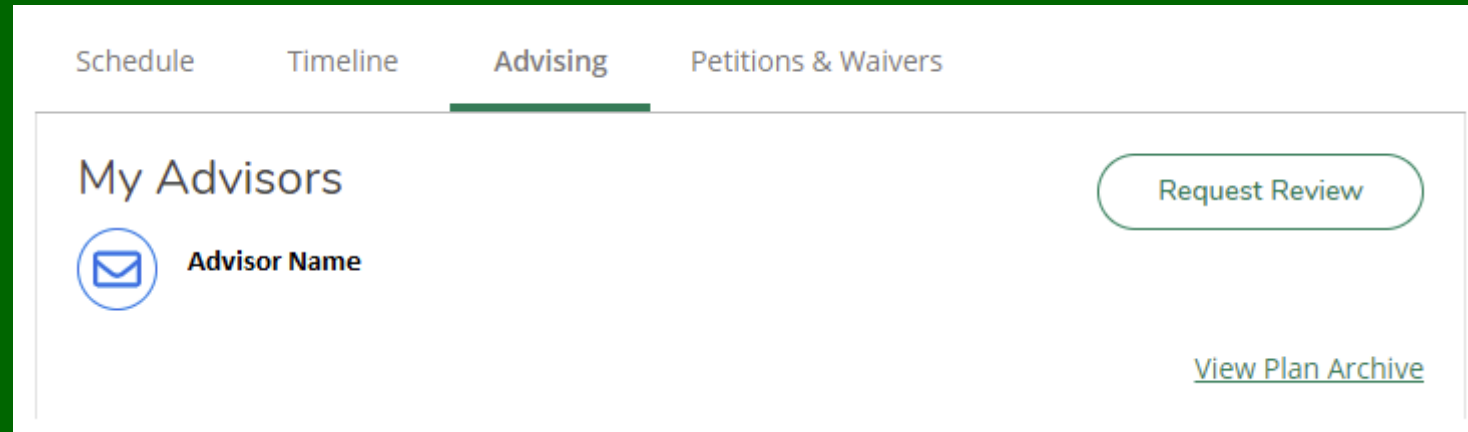 Schedule Timeline Advising Petitions & Waivers
My Advisors
Request Review
Advisor Name
View Plan Archive